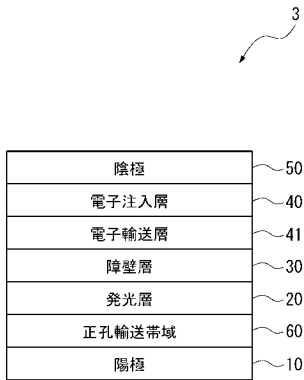 3
陰極 50
電子注入層 40
電子輸送層 41
障壁層 30
発光層 20
正孔輸送帯域 60
陽極 10